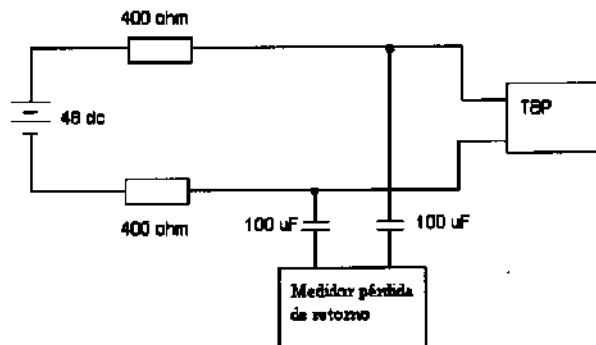 400 ohm
48 dc
TBP
400 ohm
100 uF
100 uF
Medidor pérdida
de retorno